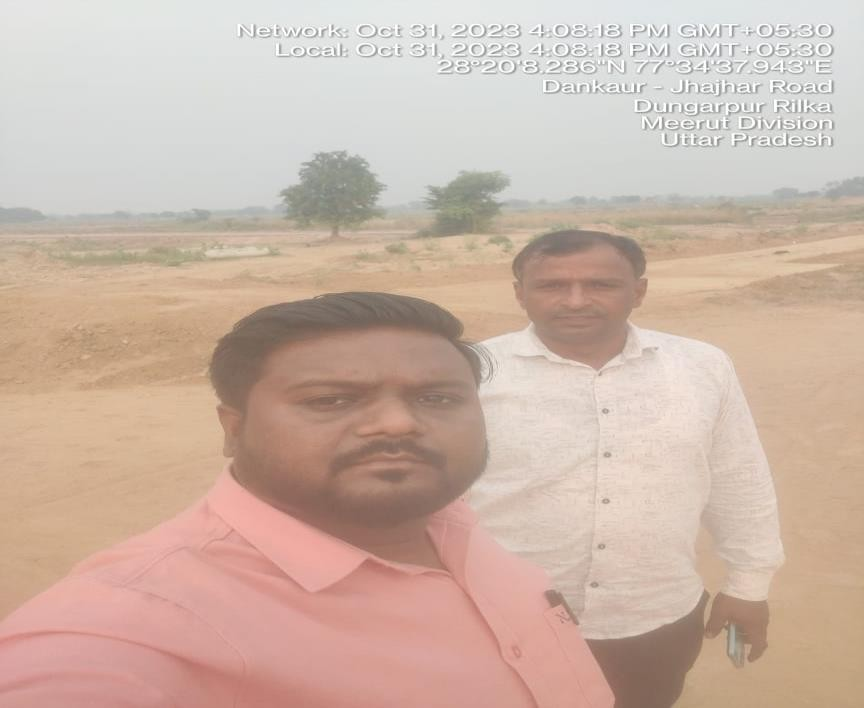 Network: Oct 31, 2023 4:08:18 PM GMT+05:30
Local: Oct 31, 2023 4:08:18 PM GMT+05:30
28°20'8.286"N 77°34'37.943"E
Dankaur - Jhajhar Road
Dungarpur Rilka
Meerut Division
Uttar Pradesh